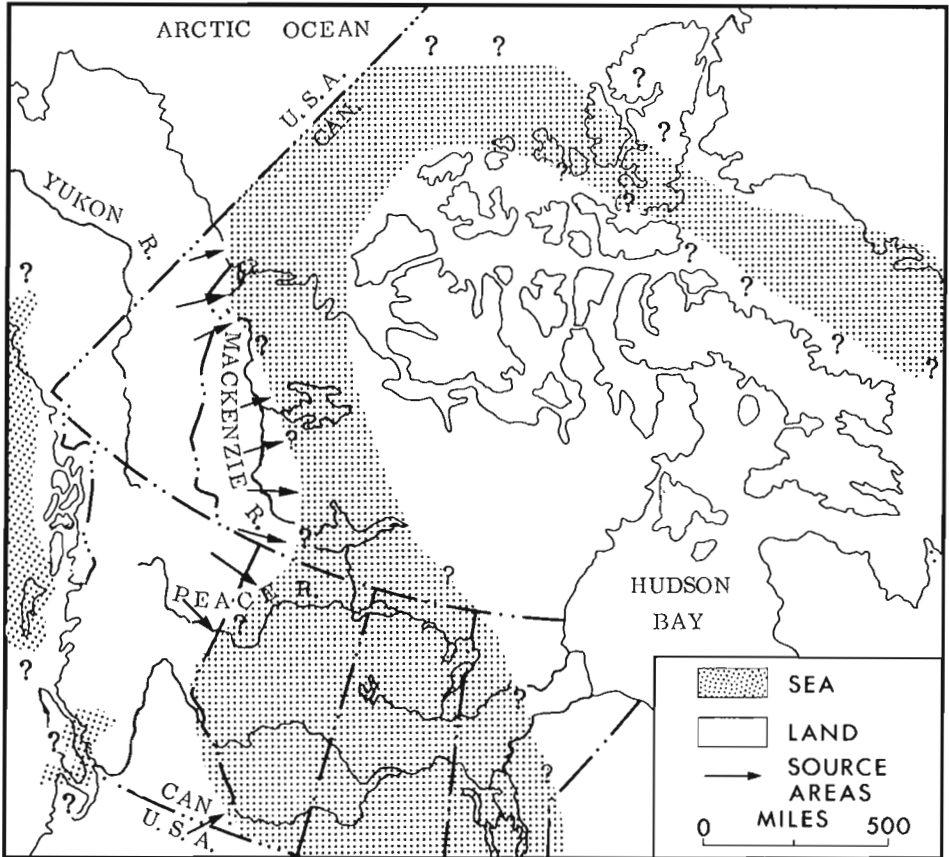 ARCTIC OCEAN
? ?
U.S.A.
CAN.
?
?
YUKON R.
?
?
?
?
?
?
?
?
MACKENZIE R.
?
?
?
?
PEACE R.
?
HUDSON
BAY
?
?
?
?
?
CAN
U.S.A.
SEA
LAND
SOURCE
AREAS
MILES
0 500